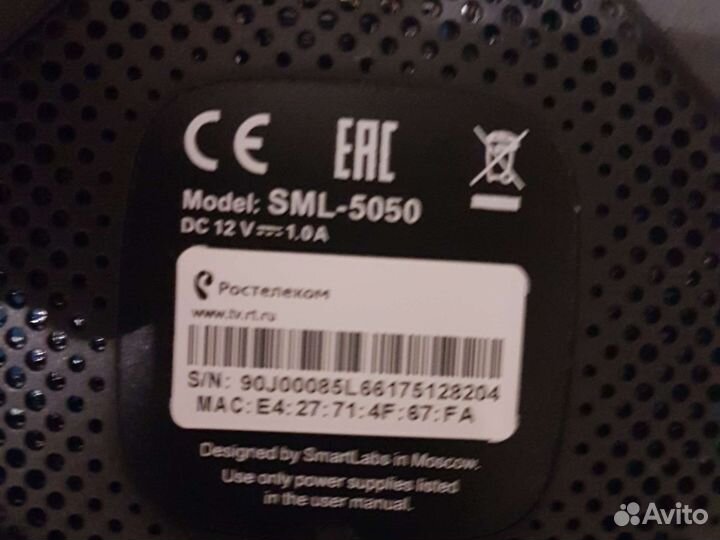 CE EAC
Model: SML-5050
DC 12 V⎓1.0A
Ростелеком
www.tv.rt.ru
S/N: 90J00085L66175128204
MAC:E4:27:71:4F:67:FA
Designed by SmartLabs in Moscow.
Use only power supplies listed
in the user manual.
Avito